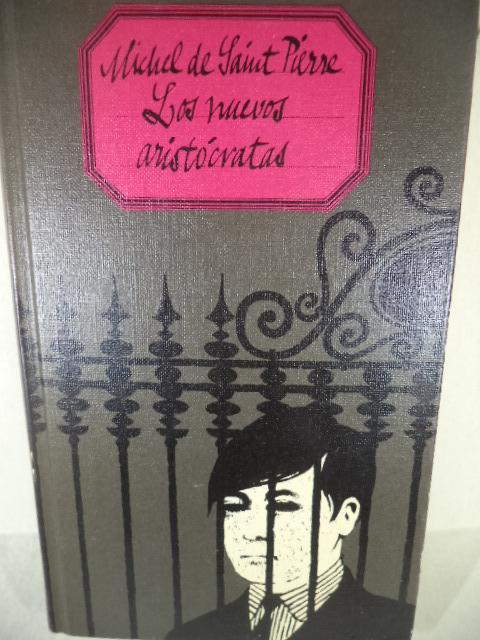 Michel de Saint Pierre
Los nuevos
aristócratas